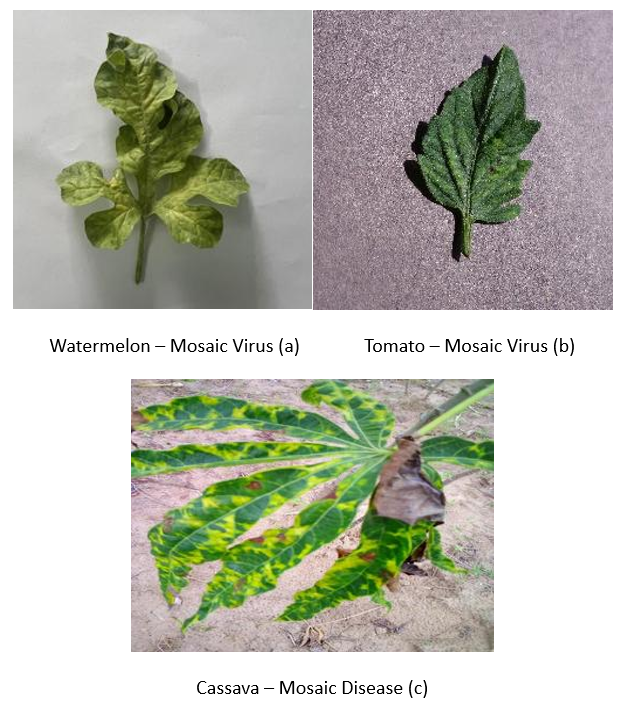 Watermelon – Mosaic Virus (a)
Tomato – Mosaic Virus (b)
Cassava – Mosaic Disease (c)